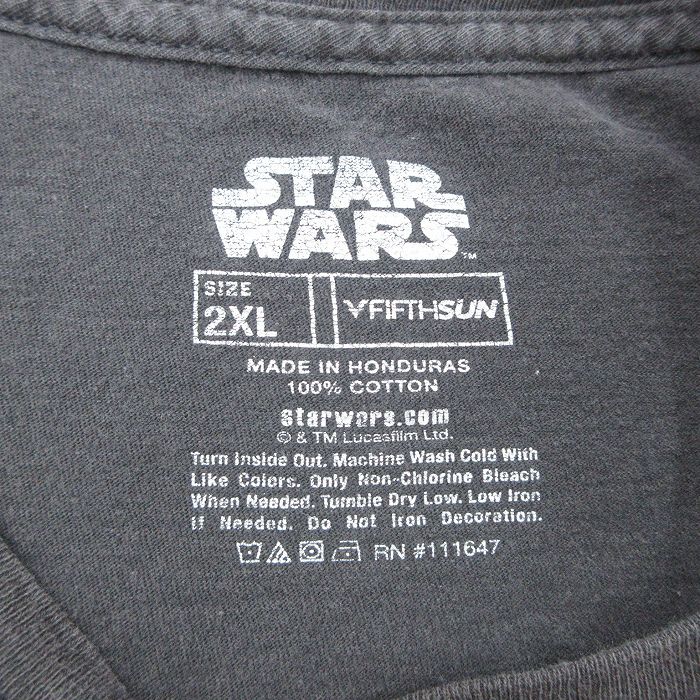 STAR
WARS™
SIZE
2XL
FIFTHSUN
MADE IN HONDURAS
100% COTTON
starwars.com
© & TM Lucasfilm Ltd.
Turn Inside Out. Machine Wash Cold With
Like Colors. Only Non-Chlorine Bleach
When Needed. Tumble Dry Low. Low Iron
If Needed. Do Not Iron Decoration.
RN #111647